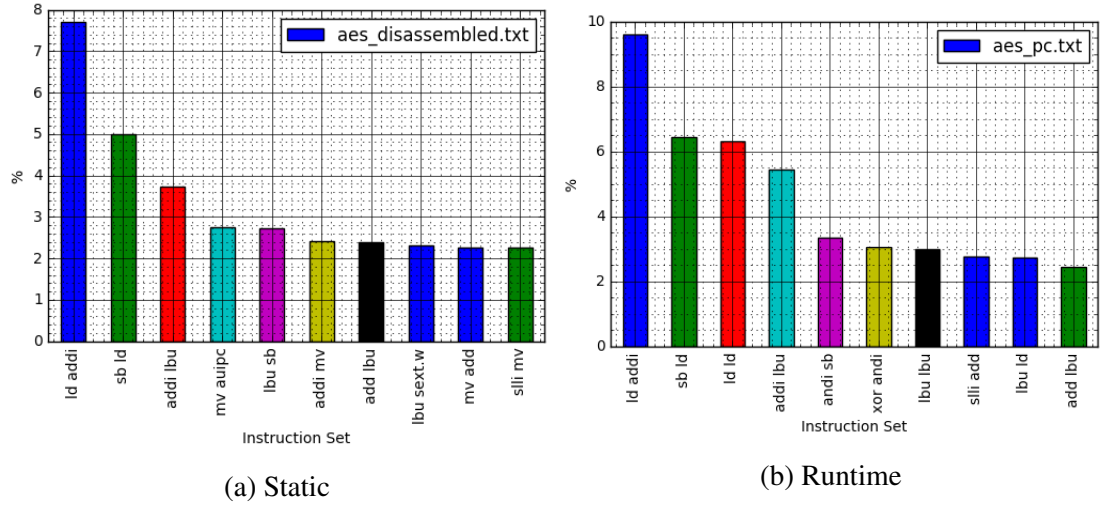 8
7
6
5
4
3
2
1
0
%
aes_disassembled.txt
ld addi
sb ld
addi lbu
mv auipc
lbu sb
addi mv
add lbu
lbu sext.w
mv add
slli mv
Instruction Set
(a) Static
10
8
6
4
2
0
%
aes_pc.txt
ld addi
sb ld
ld ld
addi lbu
andi sb
xor andi
lbu lbu
slli add
lbu ld
add lbu
Instruction Set
(b) Runtime